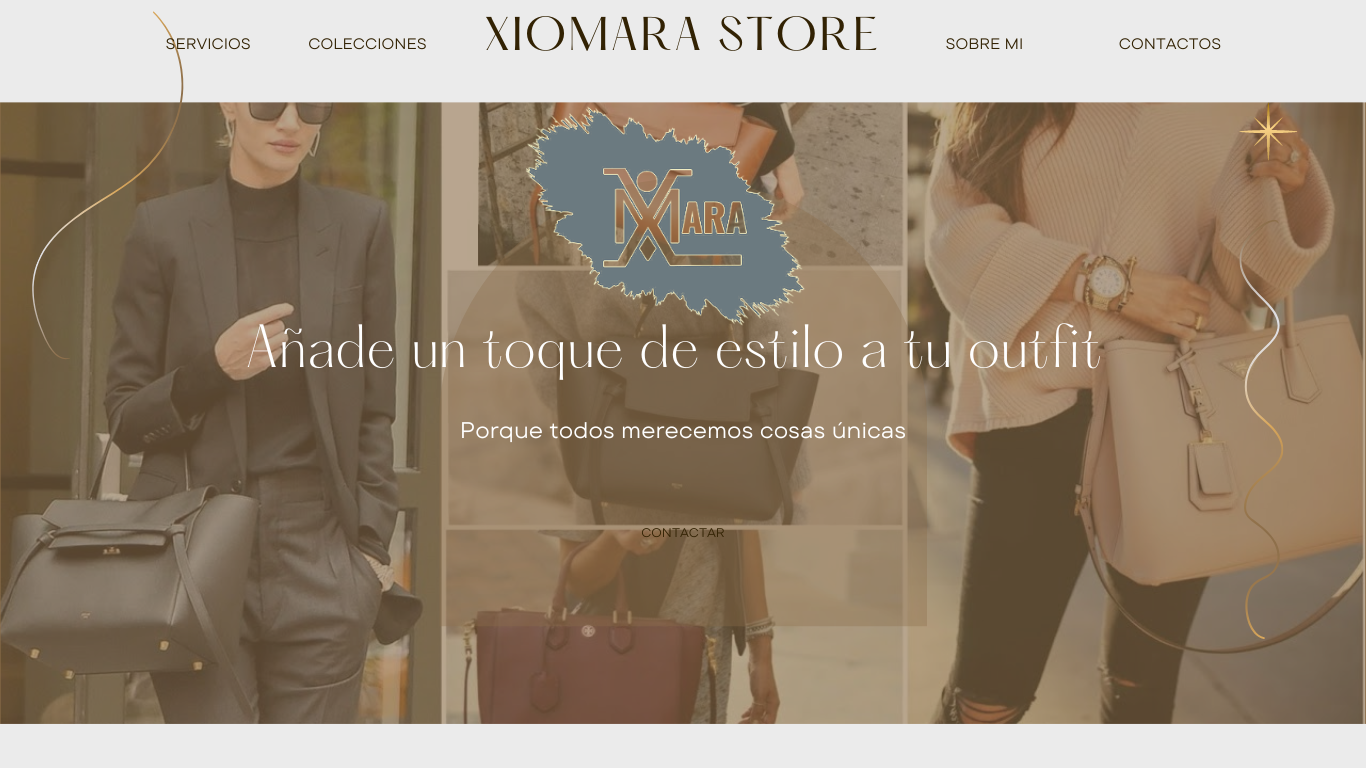 XIOMARA STORE
SERVICIOS
COLECCIONES
SOBRE MI
CONTACTOS
XMARA
Añade un toque de estilo a tu outfit
Porque todos merecemos cosas únicas
CONTACTAR